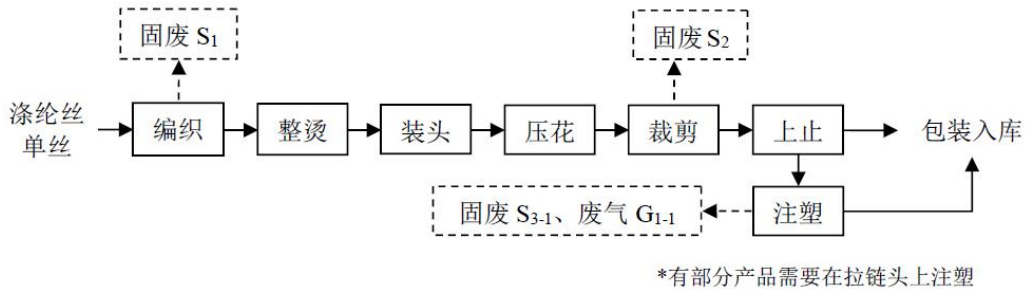 固废 S1
固废 S2
涤纶丝
单丝
编织
整烫
装头
压花
裁剪
上止
包装入库
固废 S3-1、废气 G1-1
注塑
*有部分产品需要在拉链头上注塑